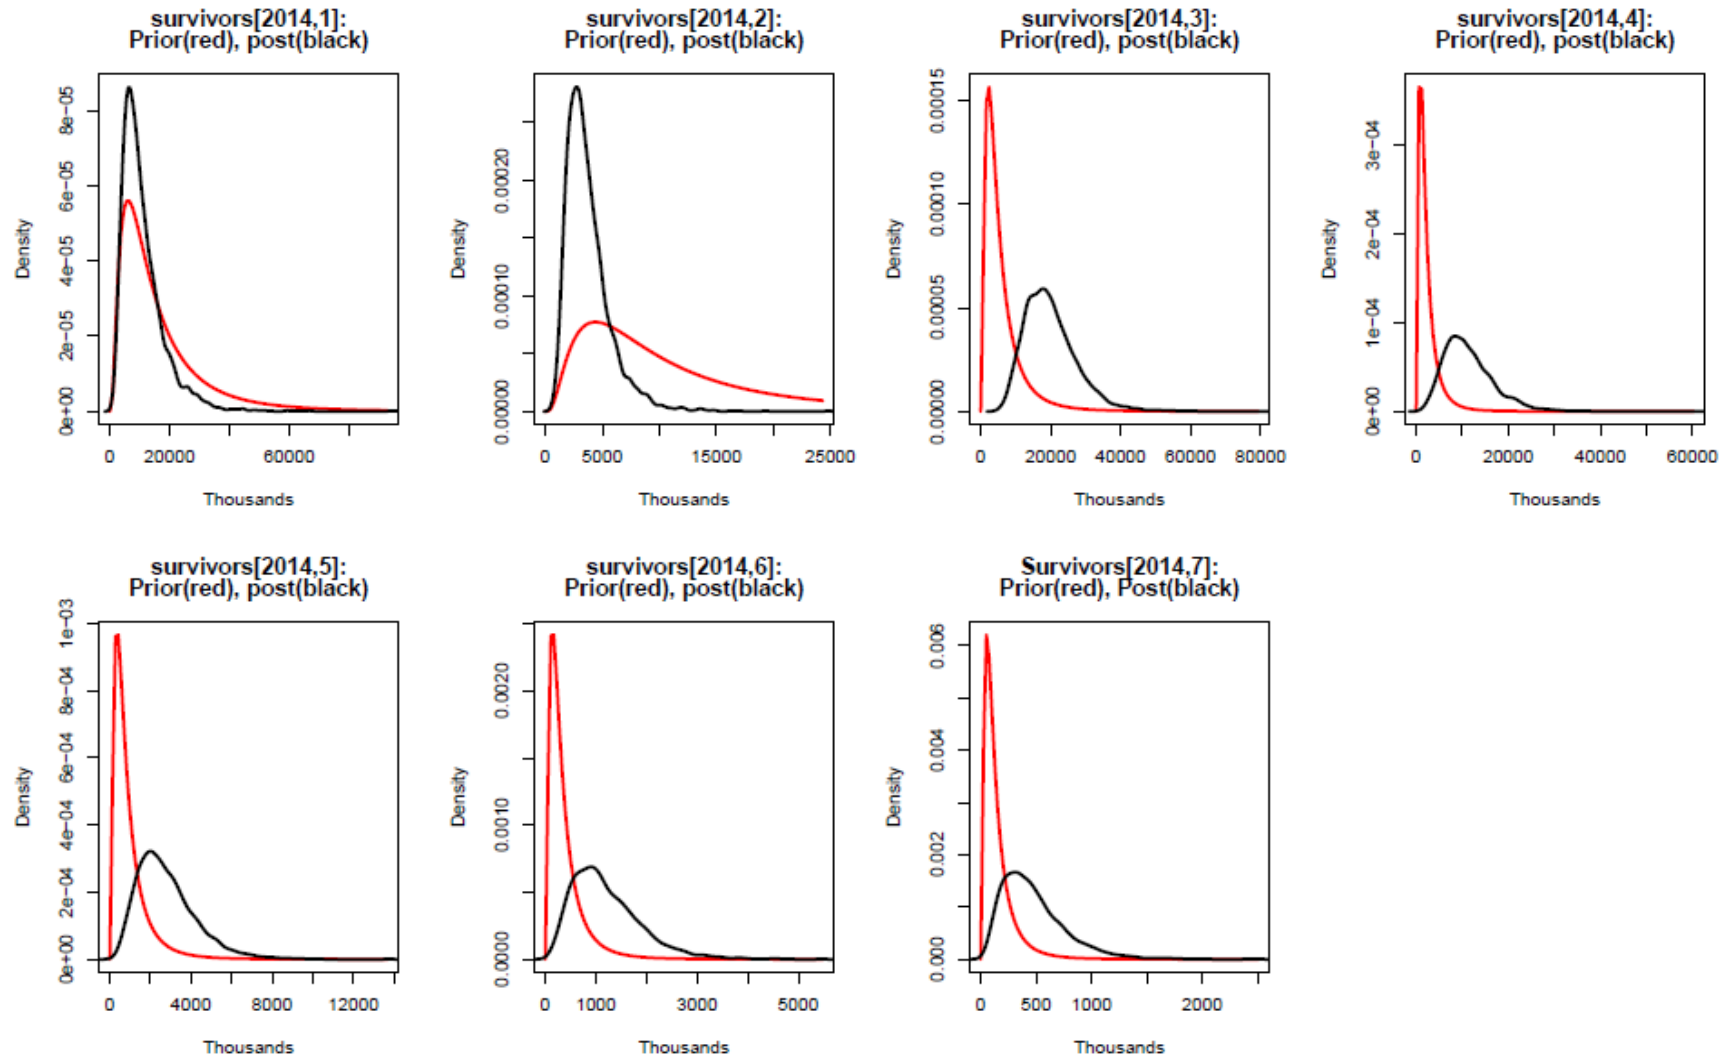 survivors[2014,1]:
Prior(red), post(black)
Density
0e+00 2e-05 4e-05 6e-05 8e-05
0 20000 60000
Thousands
survivors[2014,2]:
Prior(red), post(black)
Density
0.00000 0.00010 0.00020
0 5000 15000 25000
Thousands
survivors[2014,3]:
Prior(red), post(black)
Density
0.00000 0.00005 0.00010 0.00015
0 20000 40000 60000 80000
Thousands
survivors[2014,4]:
Prior(red), post(black)
Density
0e+00 1e-04 2e-04 3e-04
0 20000 40000 60000
Thousands
survivors[2014,5]:
Prior(red), post(black)
Density
0e+00 2e-04 4e-04 6e-04 8e-04 1e-03
0 4000 8000 12000
Thousands
survivors[2014,6]:
Prior(red), post(black)
Density
0.0000 0.0010 0.0020
0 1000 3000 5000
Thousands
Survivors[2014,7]:
Prior(red), Post(black)
Density
0.000 0.002 0.004 0.006
0 500 1000 2000
Thousands